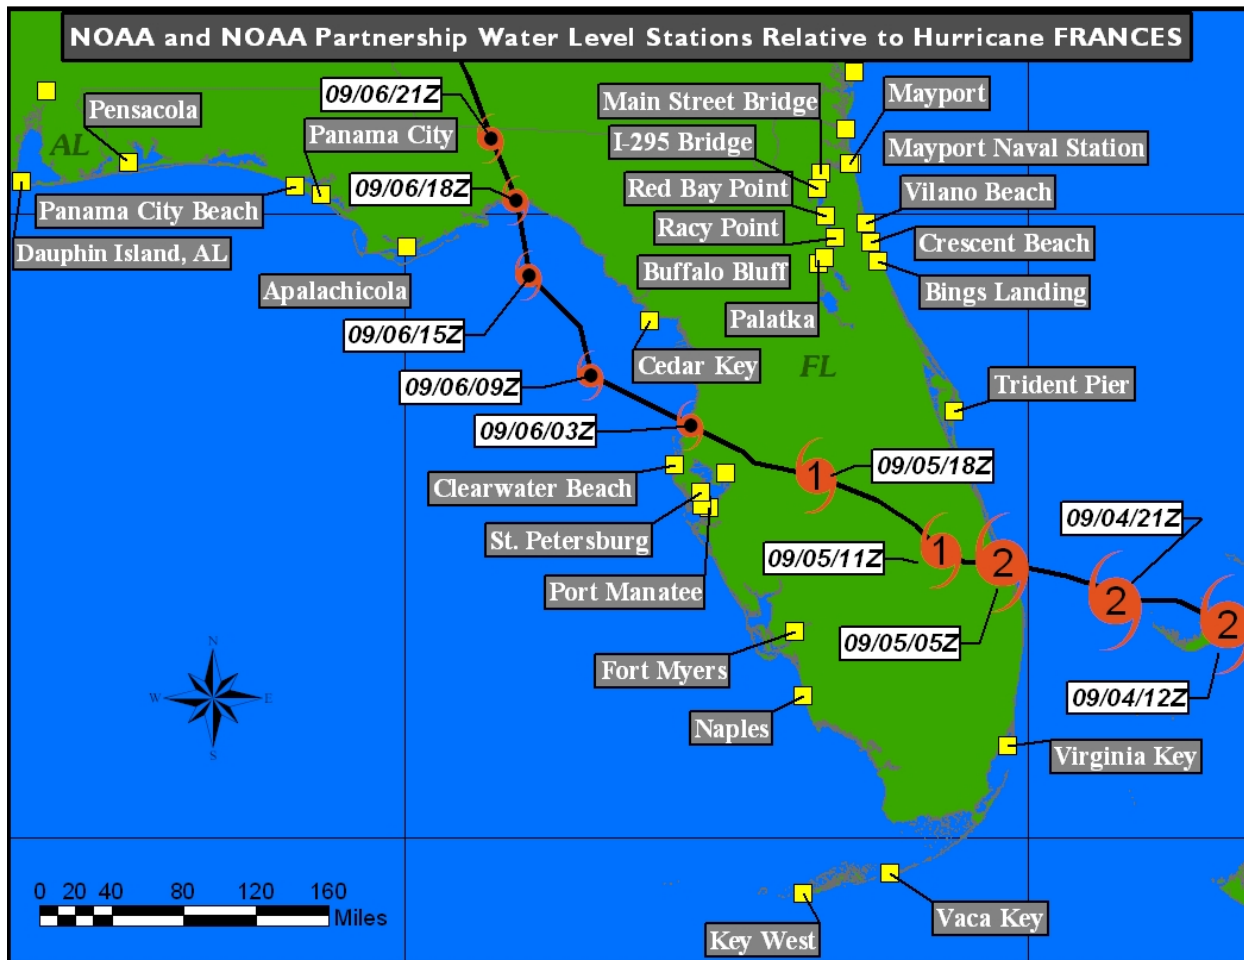 NOAA and NOAA Partnership Water Level Stations Relative to Hurricane FRANCES
09/06/21Z
Main Street Bridge
Mayport
Pensacola
Panama City
I-295 Bridge
Mayport Naval Station
AL
09/06/18Z
Red Bay Point
Vilano Beach
Panama City Beach
Racy Point
Crescent Beach
Dauphin Island, AL
Buffalo Bluff
Bings Landing
Apalachicola
Palatka
09/06/15Z
Cedar Key
FL
09/06/09Z
Trident Pier
09/06/03Z
Clearwater Beach
1
09/05/18Z
St. Petersburg
09/04/21Z
09/05/11Z
1
2
Port Manatee
2
2
09/05/05Z
N
W
E
S
Fort Myers
09/04/12Z
Naples
Virginia Key
0 20 40 80 120 160
Miles
Vaca Key
Key West